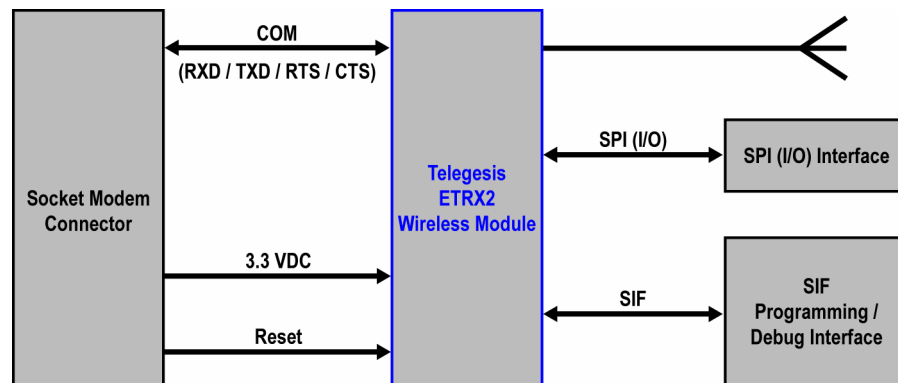 COM
(RXD / TXD / RTS / CTS)
Socket Modem
Connector
3.3 VDC
Reset
Telegesis
ETRX2
Wireless Module
SPI (I/O)
SPI (I/O) Interface
SIF
SIF
Programming /
Debug Interface